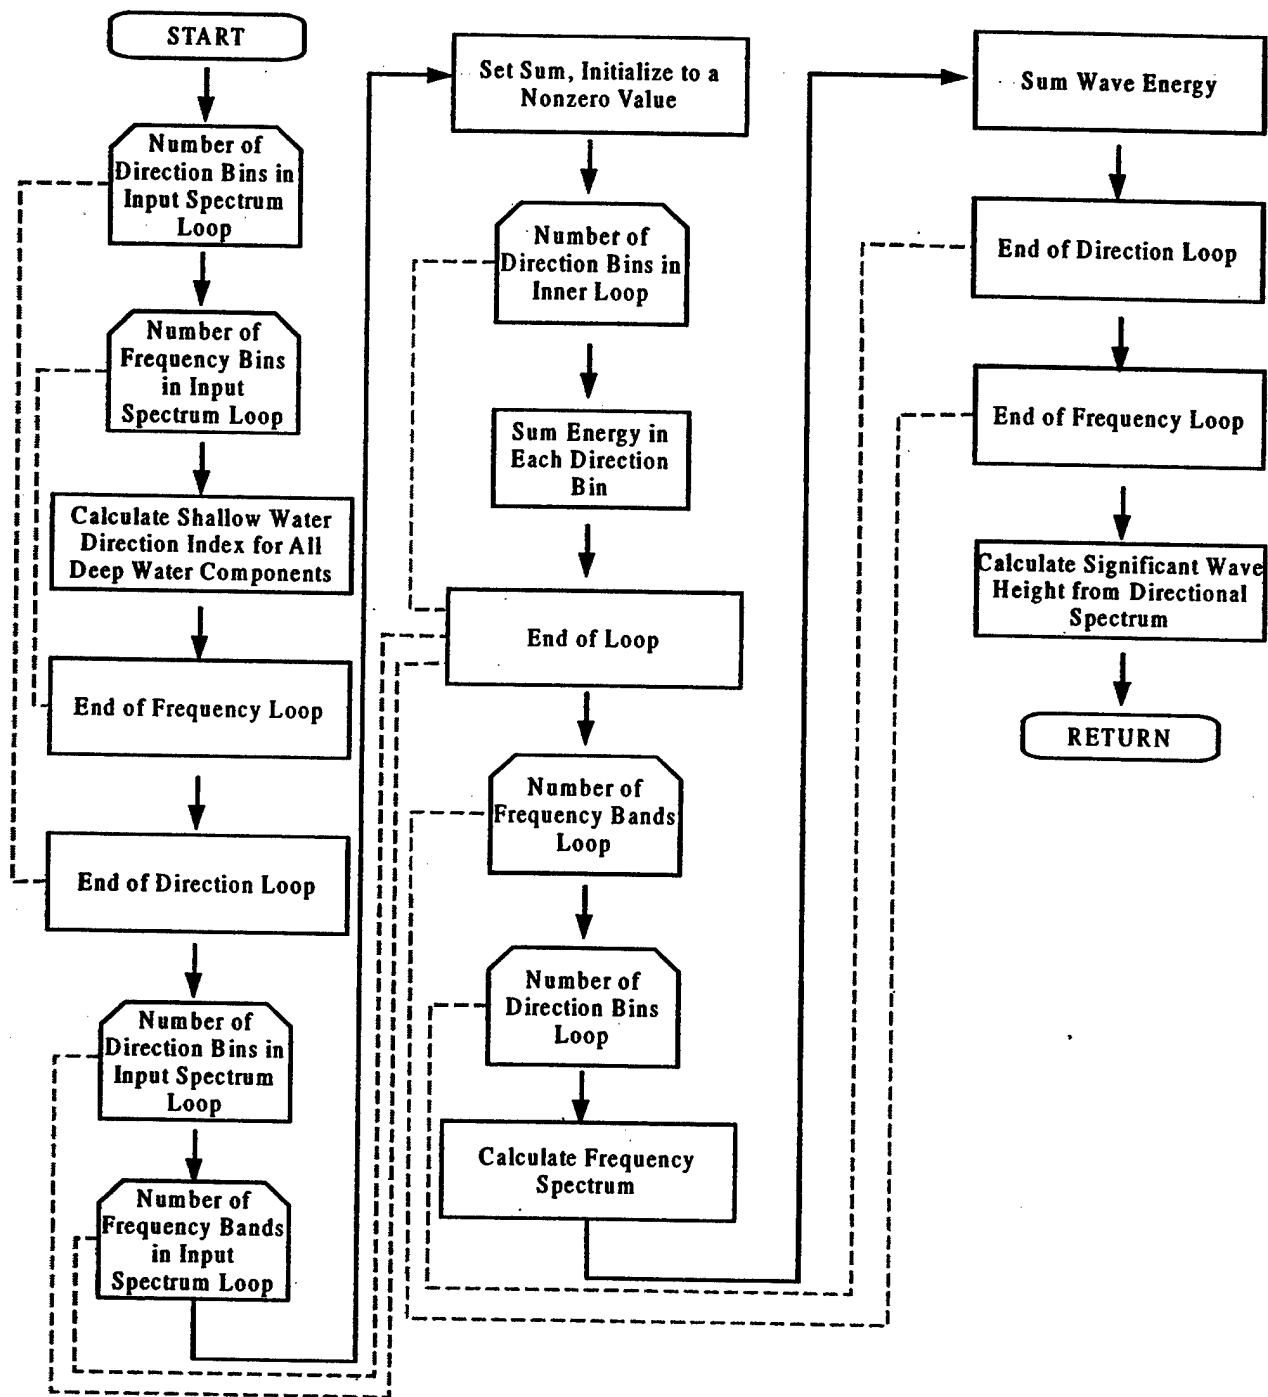 START
Number of
Direction Bins in
Input Spectrum
Loop
Number of
Frequency Bins
in Input
Spectrum Loop
Calculate Shallow Water
Direction Index for All
Deep Water Components
End of Frequency Loop
End of Direction Loop
Number of
Direction Bins in
Input Spectrum
Loop
Number of
Frequency Bands
in Input
Spectrum Loop
Set Sum, Initialize to a
Nonzero Value
Number of
Direction Bins in
Inner Loop
Sum Energy in
Each Direction
Bin
End of Loop
Number of
Frequency Bands
Loop
Number of
Direction Bins
Loop
Calculate Frequency
Spectrum
Sum Wave Energy
End of Direction Loop
End of Frequency Loop
Calculate Significant Wave
Height from Directional
Spectrum
RETURN